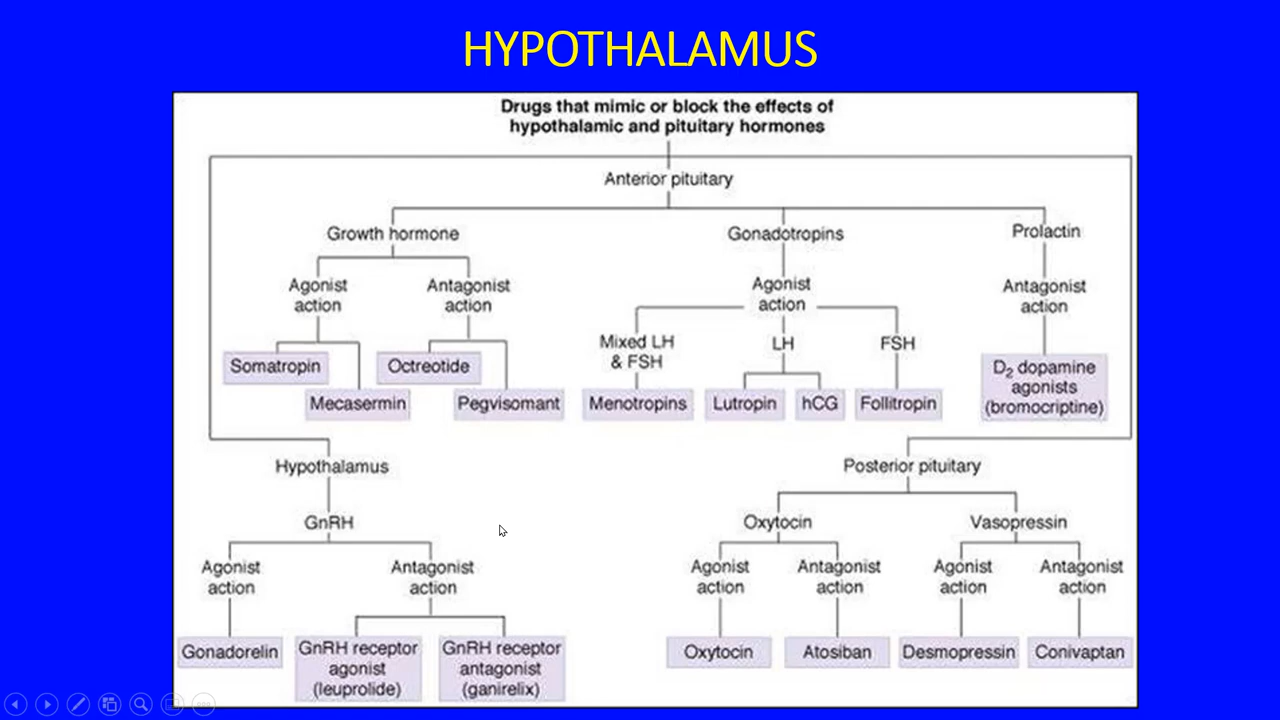 HYPOTHALAMUS
Drugs that mimic or block the effects of
hypothalamic and pituitary hormones
Anterior pituitary
Growth hormone
Gonadotropins
Prolactin
Agonist
action
Antagonist
action
Agonist
action
Antagonist
action
Mixed LH
& FSH
LH
FSH
Somatropin
Mecasermin
Octreotide
Pegvisomant
Menotropins
Lutropin
hCG
Follitropin
D₂ dopamine
agonists
(bromocriptine)
Hypothalamus
GnRH
Agonist
action
Antagonist
action
Gonadorelin
GnRH receptor
agonist
(leuprolide)
GnRH receptor
antagonist
(ganirelix)
Posterior pituitary
Oxytocin
Vasopressin
Agonist
action
Antagonist
action
Agonist
action
Antagonist
action
Oxytocin
Atosiban
Desmopressin
Conivaptan